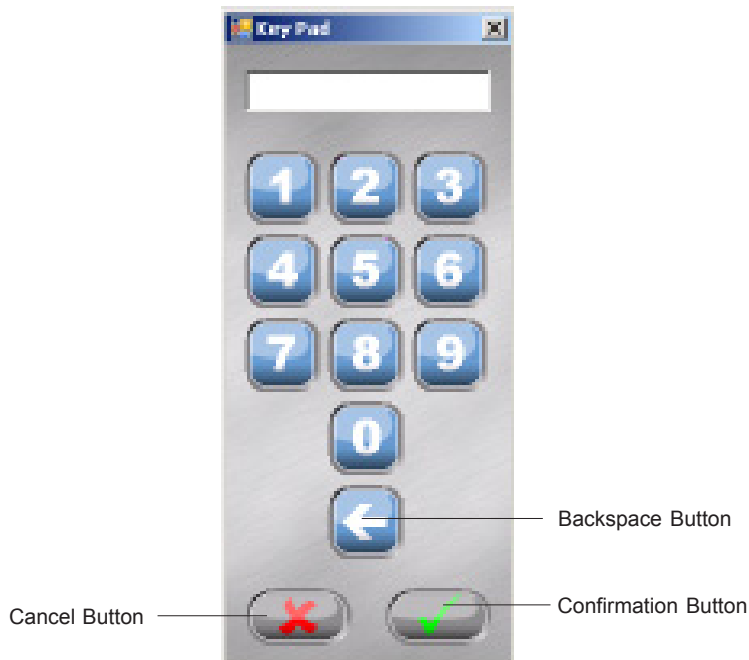 Key Pad
1 2 3
4 5 6
7 8 9
0
Backspace Button
Cancel Button
Confirmation Button